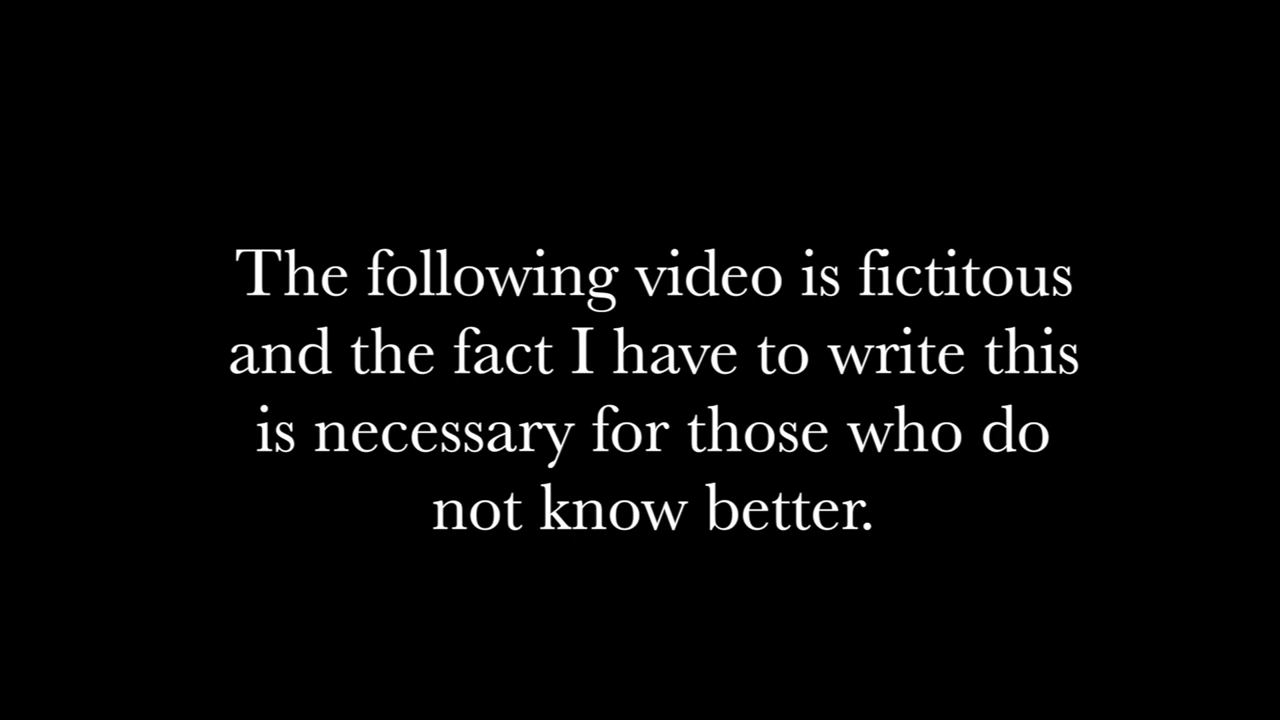 The following video is fictitous
and the fact I have to write this
is necessary for those who do
not know better.